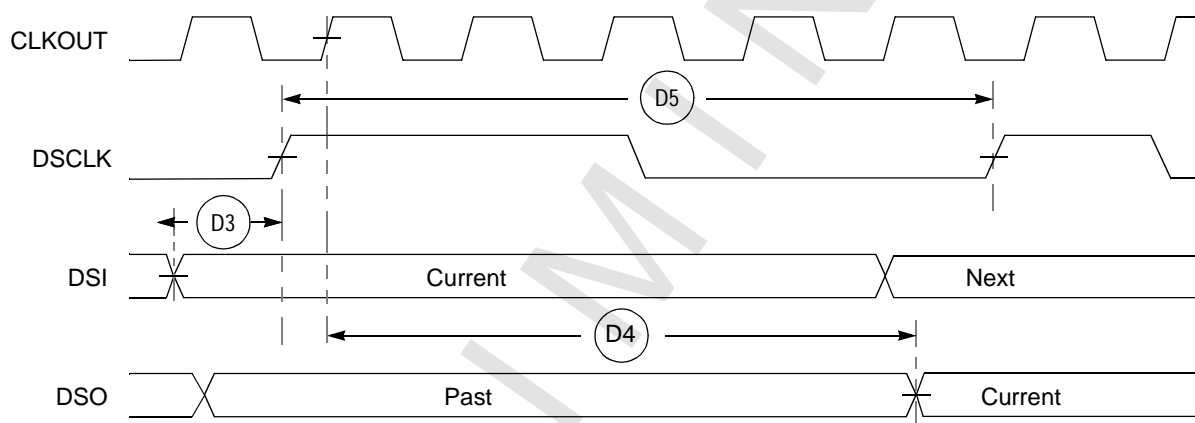 CLKOUT
D5
DSCLK
D3
DSI Current Next
D4
DSO Past Current